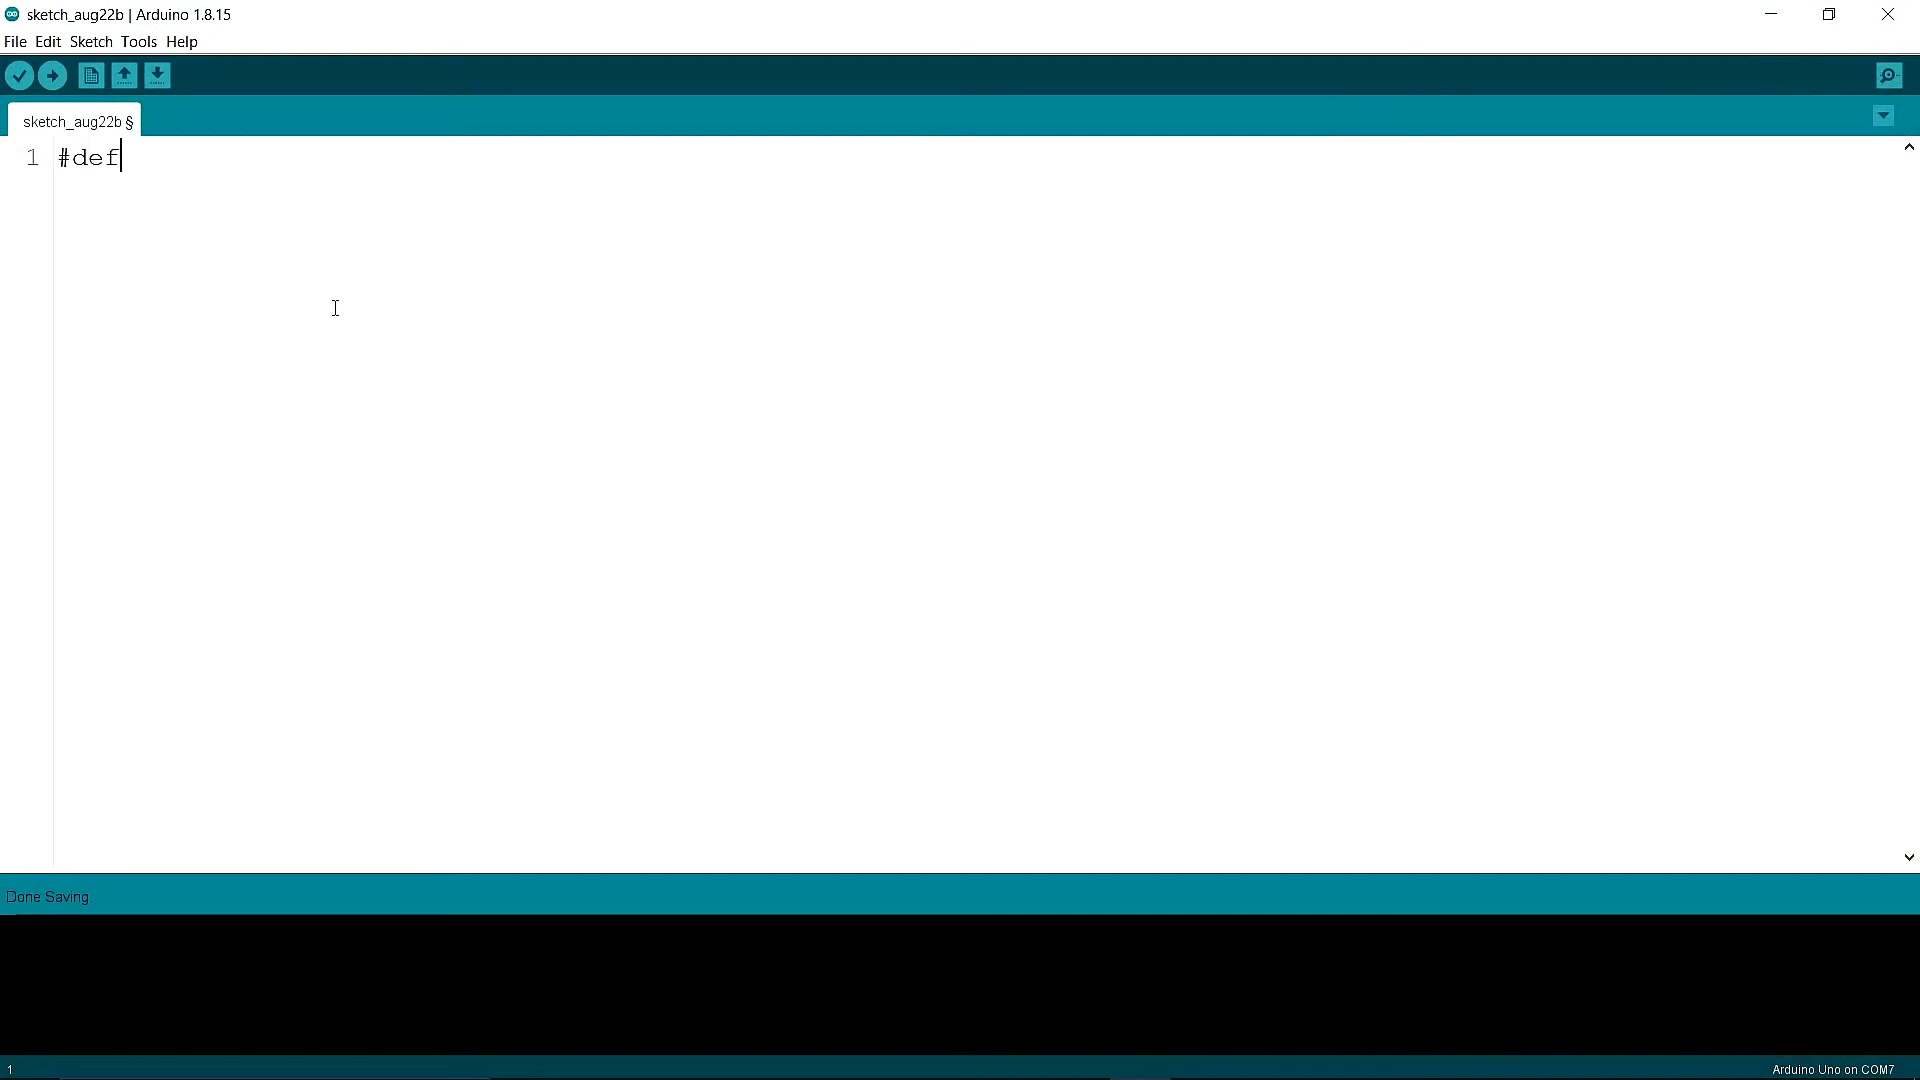 sketch_aug22b | Arduino 1.8.15
File Edit Sketch Tools Help
sketch_aug22b §
1 #def
Done Saving.
1
Arduino Uno on COM7